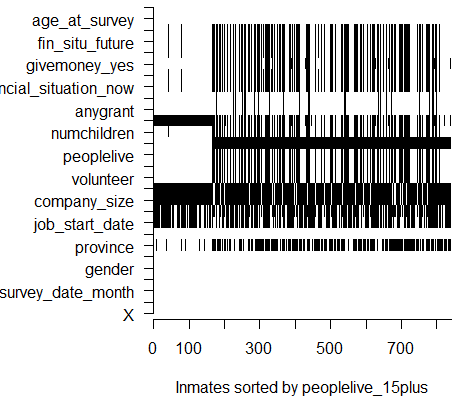 age_at_survey
fin_situ_future
givemoney_yes
ncial_situation_now
anygrant
numchildren
peoplelive
volunteer
company_size
job_start_date
province
gender
survey_date_month
X
0 100 300 500 700
Inmates sorted by peoplelive_15plus